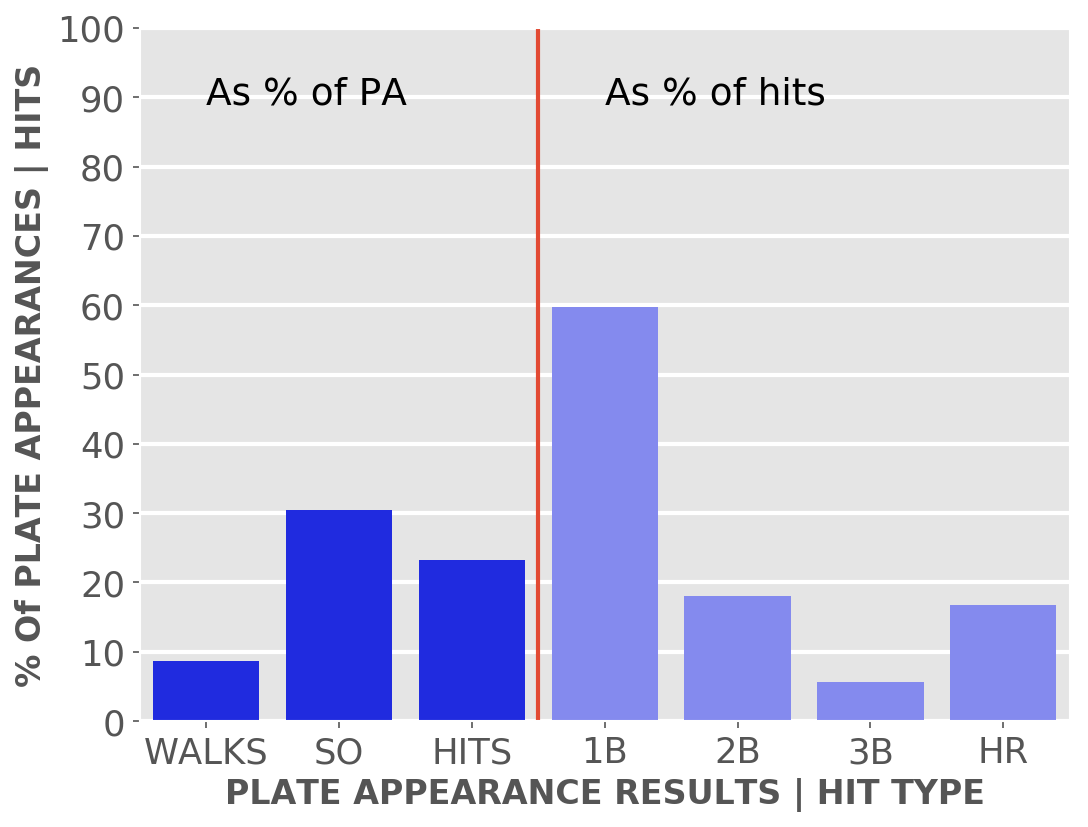 % Of PLATE APPEARANCES | HITS
100
90
80
70
60
50
40
30
20
10
0
As % of PA
As % of hits
WALKS SO HITS 1B 2B 3B HR
PLATE APPEARANCE RESULTS | HIT TYPE